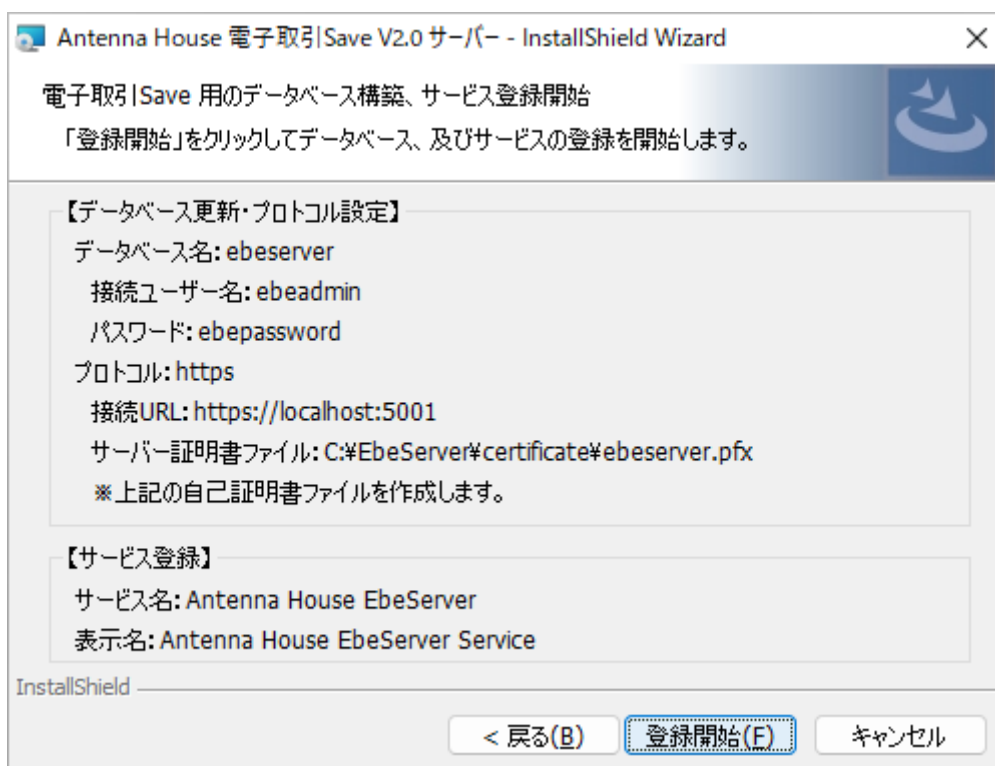 Antenna House 電子取引Save V2.0 サーバー - InstallShield Wizard
電子取引Save 用のデータベース構築、サービス登録開始
「登録開始」をクリックしてデータベース、及びサービスの登録を開始します。
【データベース更新・プロトコル設定】
データベース名: ebeserver
接続ユーザー名: ebeadmin
パスワード: ebepassword
プロトコル: https
接続URL: https://localhost:5001
サーバー証明書ファイル: C:¥EbeServer¥certificate¥ebeserver.pfx
※上記の自己証明書ファイルを作成します。
【サービス登録】
サービス名: Antenna House EbeServer
表示名: Antenna House EbeServer Service
InstallShield
< 戻る(B) 登録開始(F) キャンセル